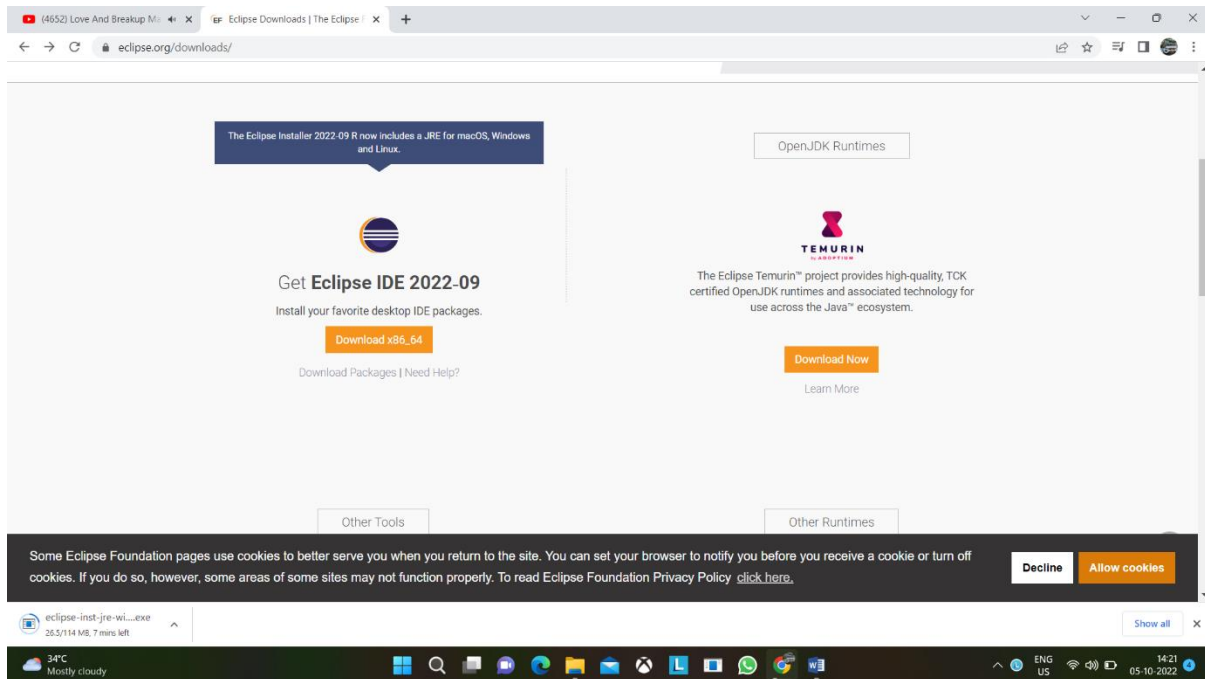 (4652) Love And Breakup Ma
Eclipse Downloads | The Eclipse F
eclipse.org/downloads/
The Eclipse Installer 2022-09 R now includes a JRE for macOS, Windows
and Linux.
Get Eclipse IDE 2022-09
Install your favorite desktop IDE packages.
Download x86_64
Download Packages | Need Help?
OpenJDK Runtimes
TEMURIN
by ADOPTIUM
The Eclipse Temurin™ project provides high-quality, TCK
certified OpenJDK runtimes and associated technology for
use across the Java™ ecosystem.
Download Now
Learn More
Other Tools
Other Runtimes
Some Eclipse Foundation pages use cookies to better serve you when you return to the site. You can set your browser to notify you before you receive a cookie or turn off
cookies. If you do so, however, some areas of some sites may not function properly. To read Eclipse Foundation Privacy Policy click here.
Decline
Allow cookies
eclipse-inst-jre-wi....exe
26.5/114 MB, 7 mins left
Show all
34°C
Mostly cloudy
ENG
US
14:21
05-10-2022
4